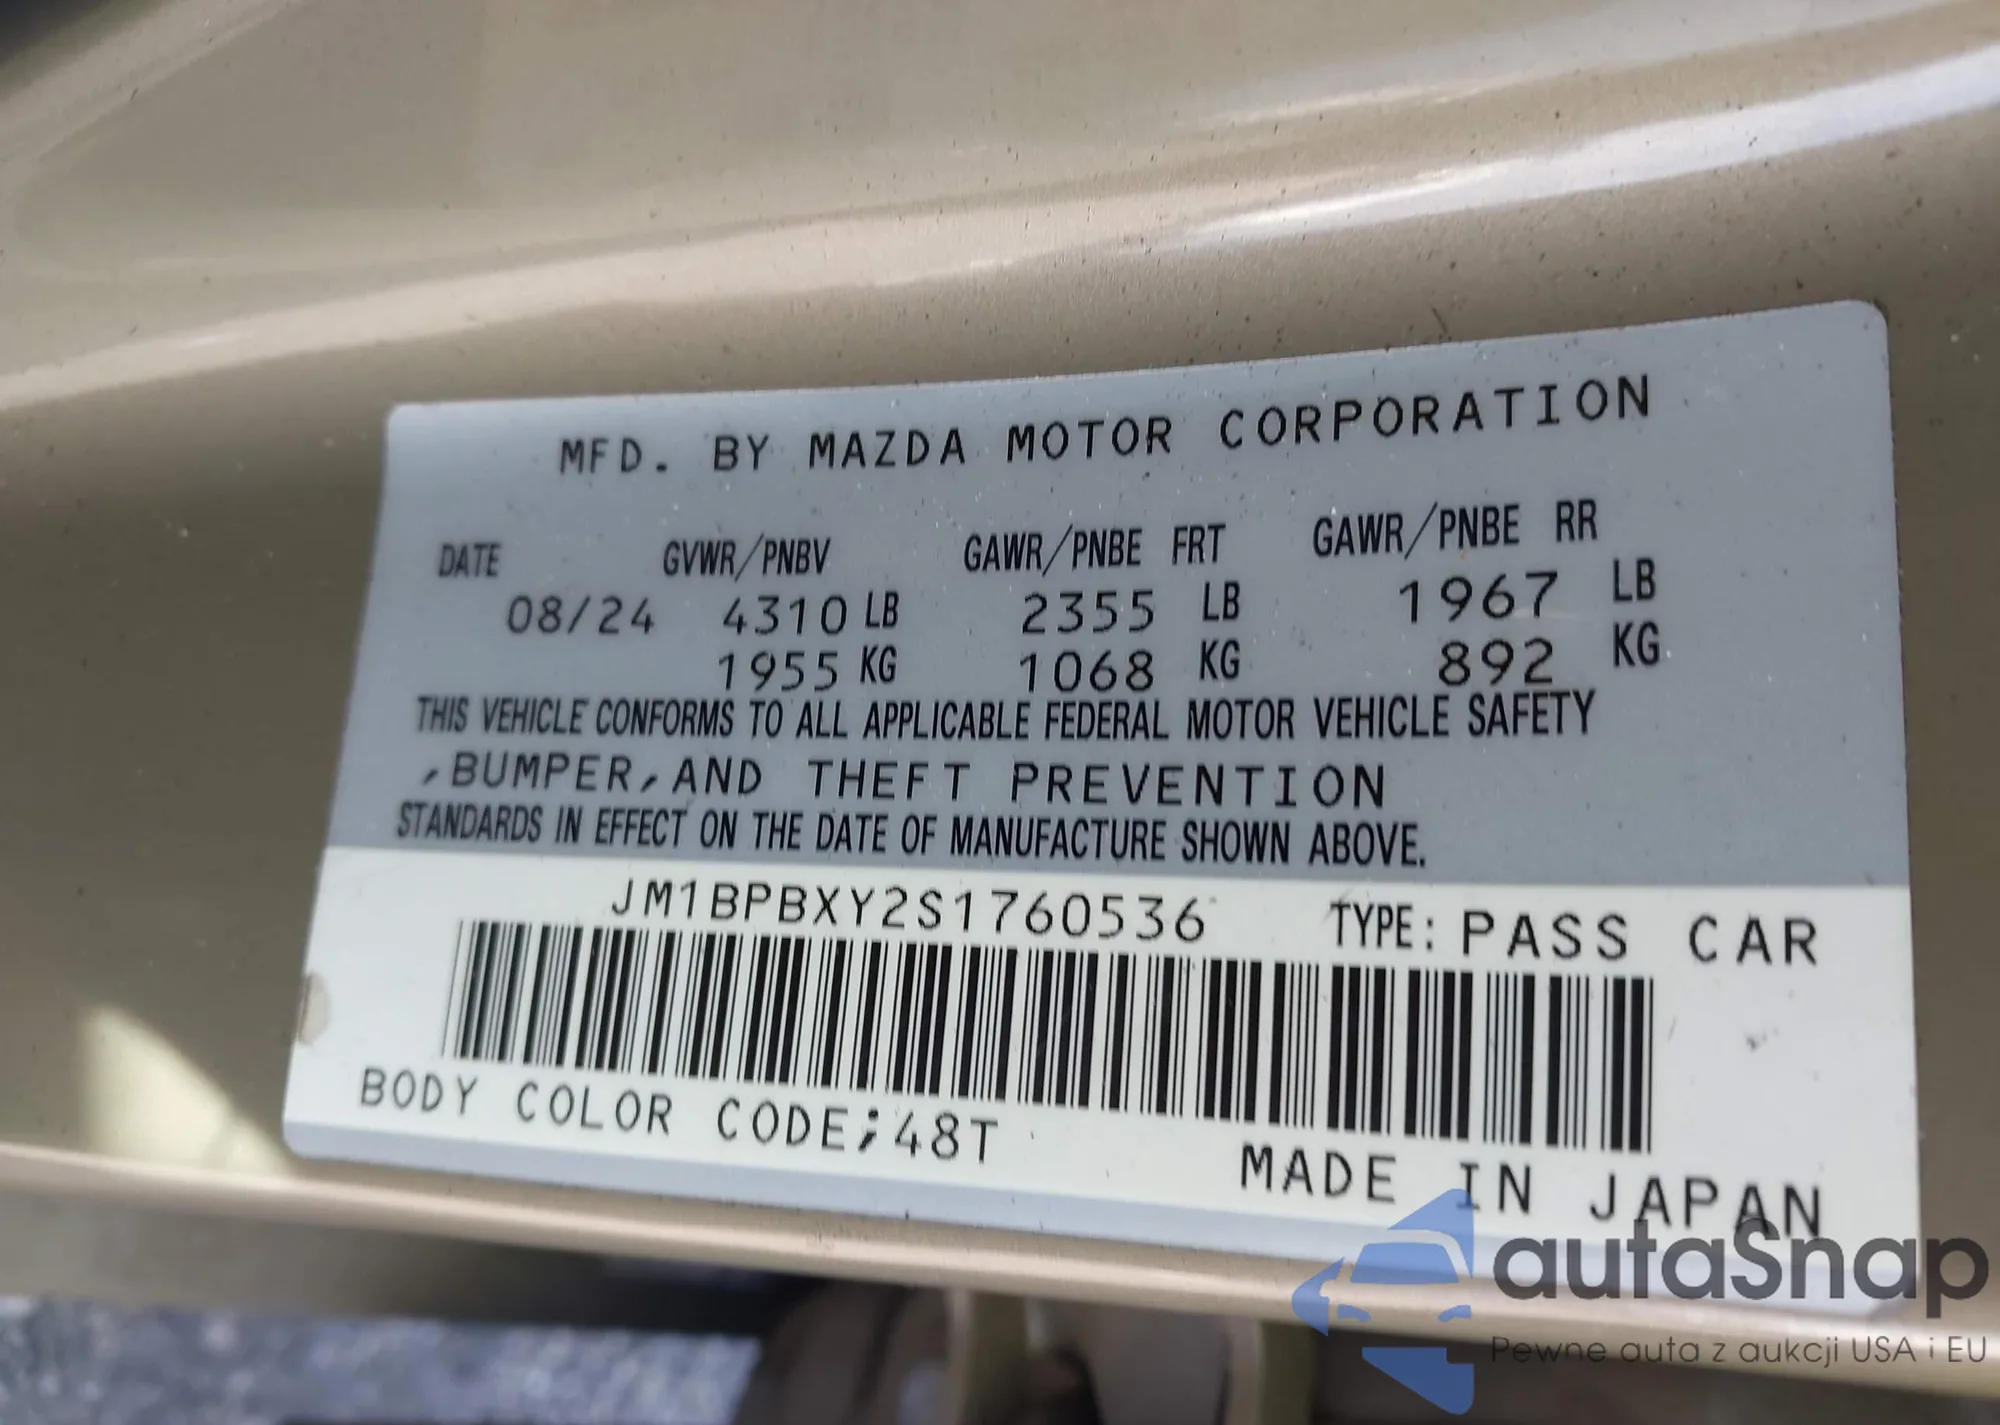 MFD. BY MAZDA MOTOR CORPORATION
DATE GVWR/PNBV GAWR/PNBE FRT GAWR/PNBE RR
08/24 4310 LB 2355 LB 1967 LB
1955 KG 1068 KG 892 KG
THIS VEHICLE CONFORMS TO ALL APPLICABLE FEDERAL MOTOR VEHICLE SAFETY
,BUMPER,AND THEFT PREVENTION
STANDARDS IN EFFECT ON THE DATE OF MANUFACTURE SHOWN ABOVE.
JM1BPBXY2S1760536 TYPE: PASS CAR
BODY COLOR CODE;48T
MADE IN JAPAN
autaSnap
Pewne auta z aukcji USA i EU